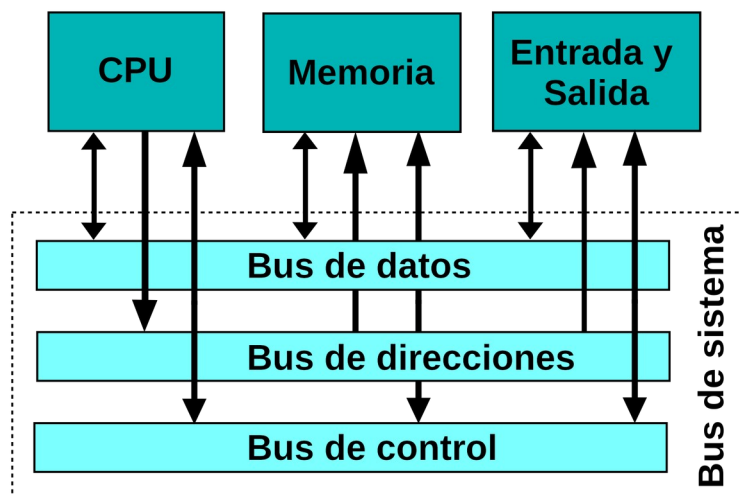 CPU
Memoria
Entrada y
Salida
Bus de datos
Bus de direcciones
Bus de control
Bus de sistema